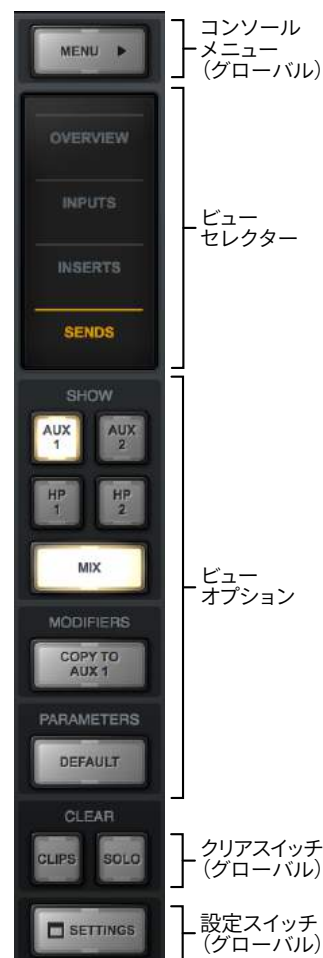 MENU ▶
コンソール
メニュー
（グローバル）
OVERVIEW
INPUTS
INSERTS
SENDS
ビュー
セレクター
SHOW
AUX
1
AUX
2
HP
1
HP
2
MIX
MODIFIERS
COPY TO
AUX 1
PARAMETERS
DEFAULT
ビュー
オプション
CLEAR
CLIPS
SOLO
クリアスイッチ
（グローバル）
SETTINGS
設定スイッチ
（グローバル）